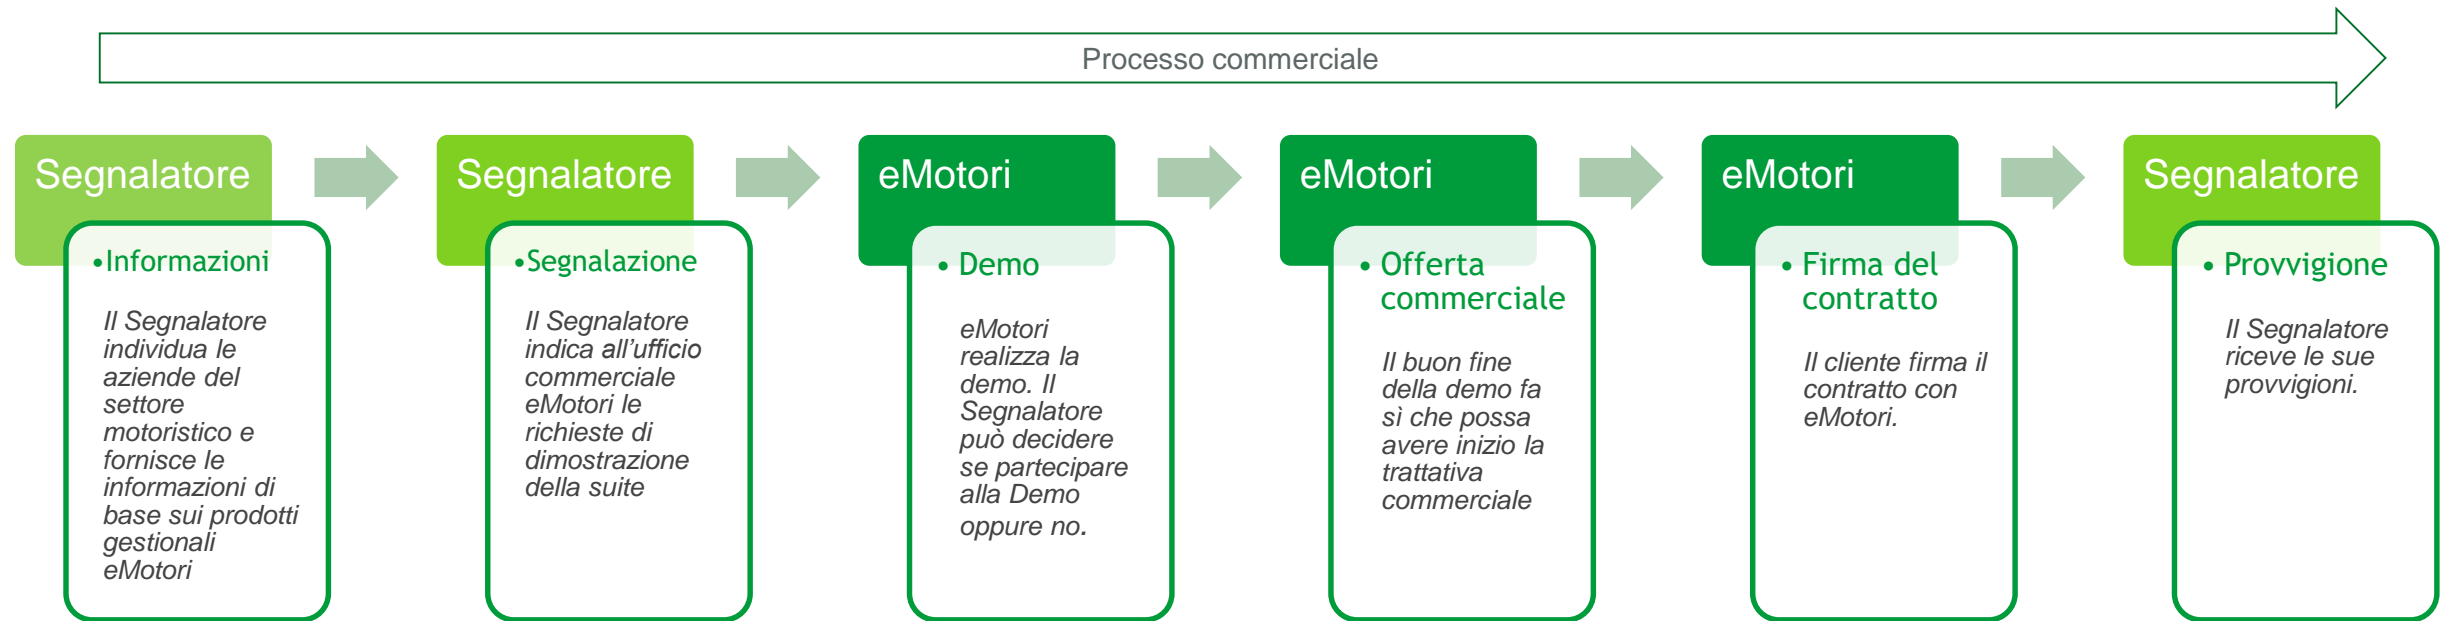 Processo commerciale
Segnalatore
•Informazioni
Il Segnalatore
individua le
aziende del
settore
motoristico e
fornisce le
informazioni di
base sui prodotti
gestionali
eMotori
Segnalatore
•Segnalazione
Il Segnalatore
indica all'ufficio
commerciale
eMotori le
richieste di
dimostrazione
della suite
eMotori
• Demo
eMotori
realizza la
demo. Il
Segnalatore
può decidere
se partecipare
alla Demo
oppure no.
eMotori
• Offerta
commerciale
Il buon fine
della demo fa
sì che possa
avere inizio la
trattativa
commerciale
eMotori
• Firma del
contratto
Il cliente firma il
contratto con
eMotori.
Segnalatore
• Provvigione
Il Segnalatore
riceve le sue
provvigioni.